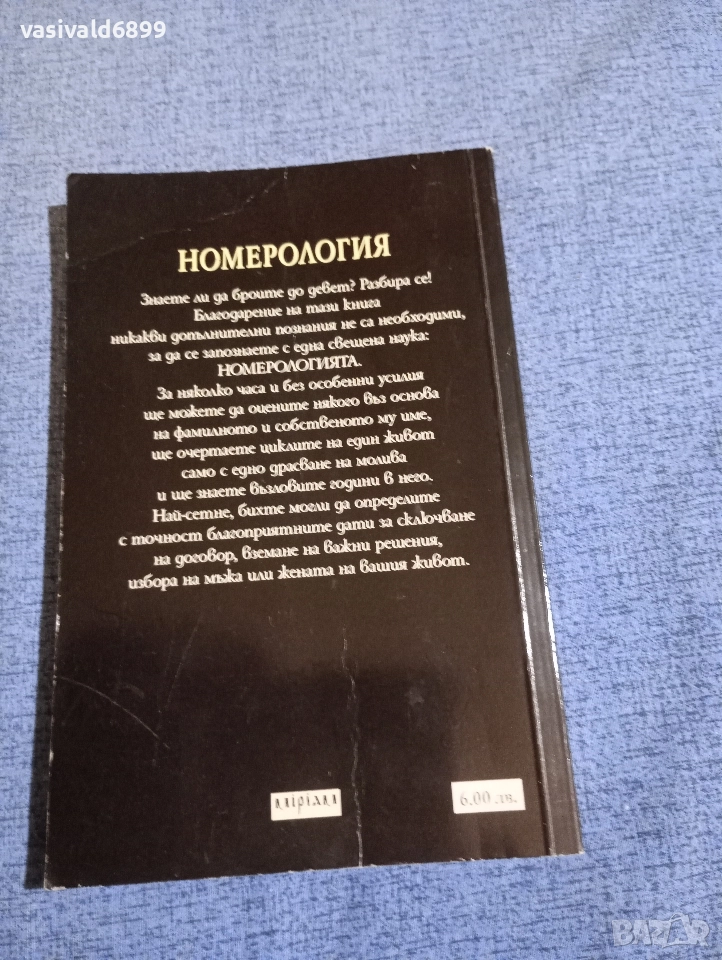 vasivald6899
НОМЕРОЛОГИЯ
Знаете ли да броите до девет? Разбира се!
Благодарение на тази книга
никакви допълнителни познания не са необходими,
за да се запознаете с една свещена наука:
НОМЕРОЛОГИЯТА.
За няколко часа и без особенни усилия
ще можете да оцените някого въз основа
на фамилното и собственото му име,
ще очертаете циклите на един живот
само с едно драсване на молива
и ще знаете възловите години в него.
Най-сетне, бихте могли да определите
с точност благоприятните дати за сключване
на договор, вземане на важни решения,
избора на мъжа или жената на вашия живот.
6.00 лв.
BAZAR